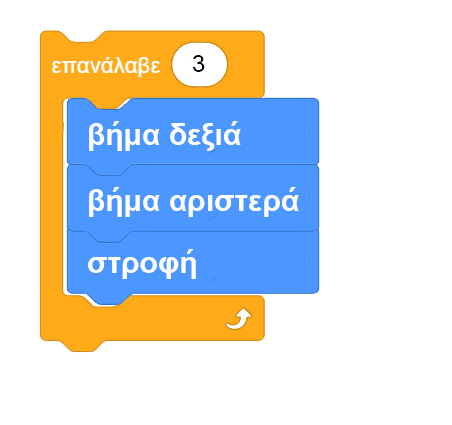 επανάλαβε 3
βήμα δεξιά
βήμα αριστερά
στροφή